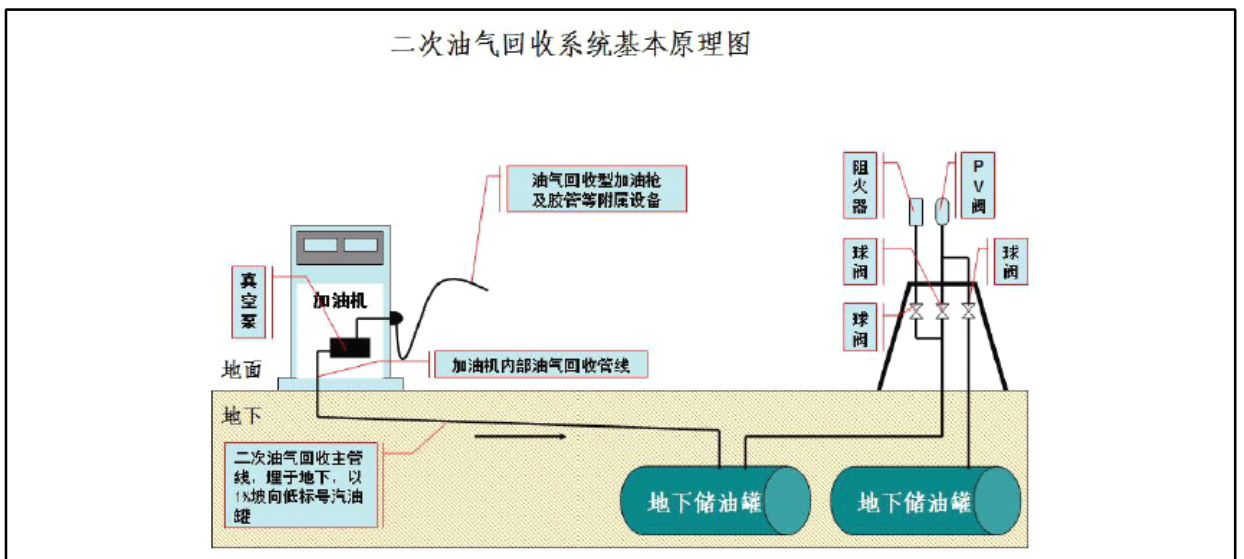 二次油气回收系统基本原理图
油气回收型加油枪
及胶管等附属设备
阻
火
器
P
V
阀
真
空
泵
加油机
球
阀
球
阀
球
阀
加油机内部油气回收管线
地面
地下
二次油气回收主管
线，埋于地下，以
1%坡向低标号汽油
罐
地下储油罐
地下储油罐